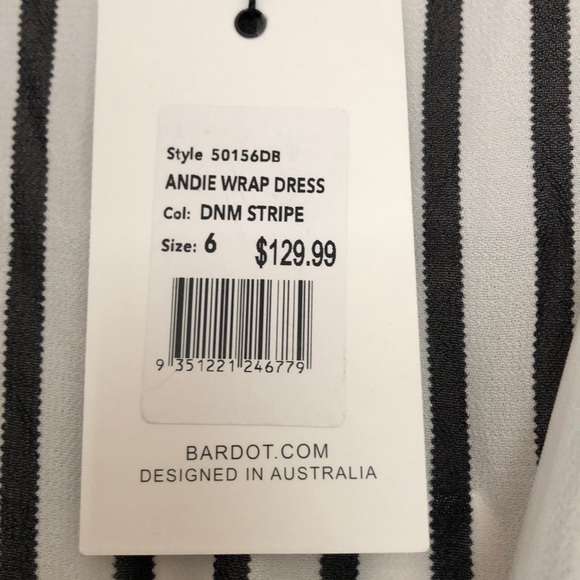 Style 50156DB
ANDIE WRAP DRESS
Col: DNM STRIPE
Size: 6 $129.99
9 351221 246779
BARDOT.COM
DESIGNED IN AUSTRALIA